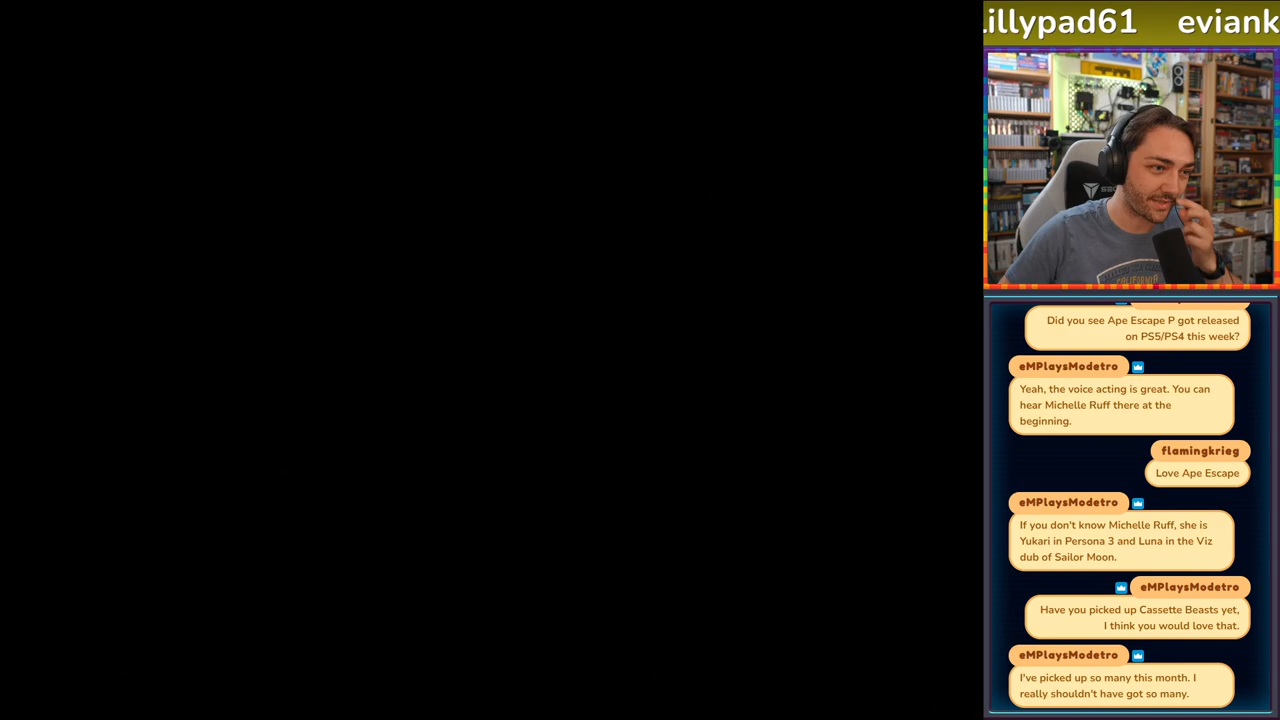 illypad61 eviank
Did you see Ape Escape P got released
on PS5/PS4 this week?
eMPlaysModetro
Yeah, the voice acting is great. You can
hear Michelle Ruff there at the
beginning.
flamingkrieg
Love Ape Escape
eMPlaysModetro
If you don't know Michelle Ruff, she is
Yukari in Persona 3 and Luna in the Viz
dub of Sailor Moon.
eMPlaysModetro
Have you picked up Cassette Beasts yet,
I think you would love that.
eMPlaysModetro
I've picked up so many this month. I
really shouldn't have got so many.
CALIFORNIA